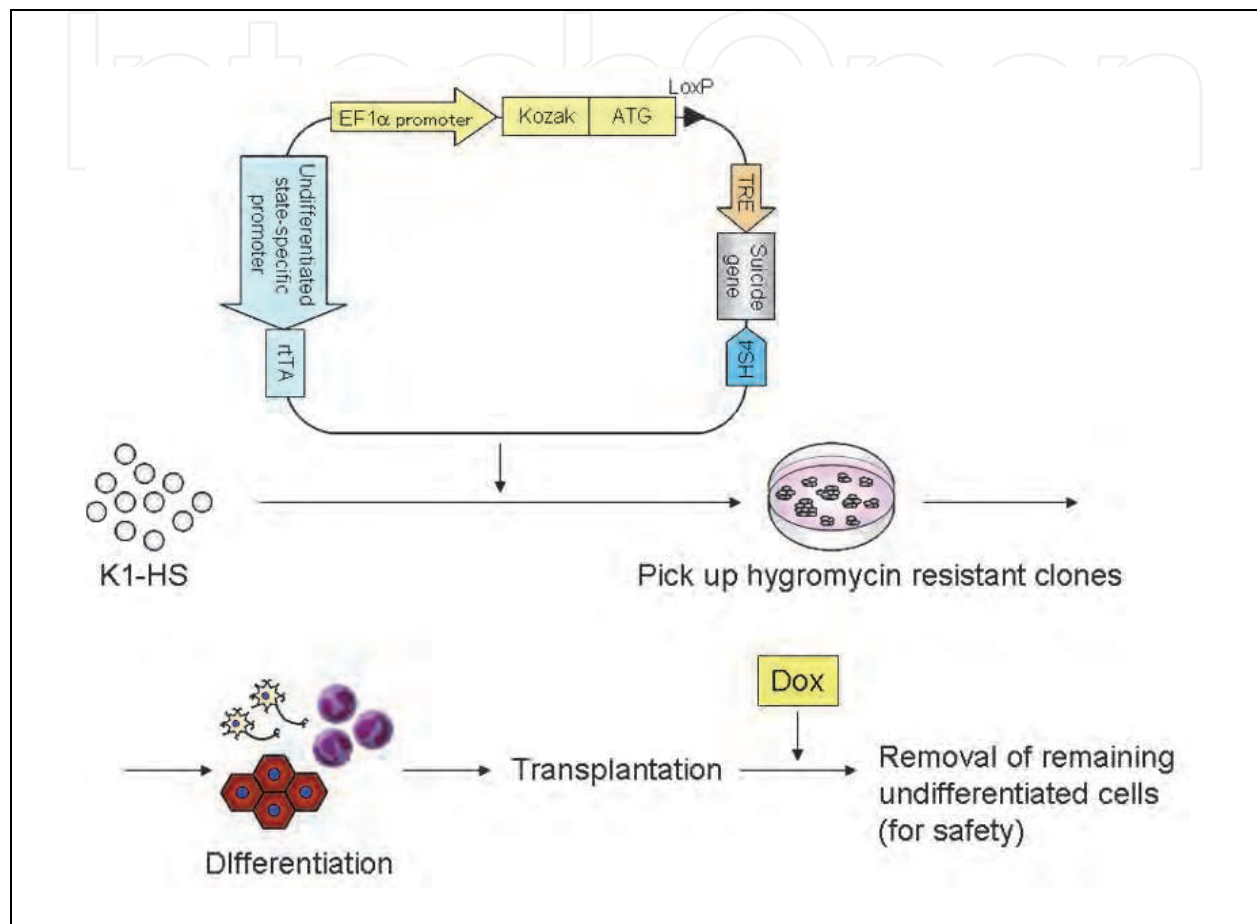 IntechOpen
LoxP
EF1α promoter
Kozak
ATG
Undifferentiated
state-specific
promoter
rtTA
TRE
Suicide
gene
HS4
K1-HS
Pick up hygromycin resistant clones
Dox
Transplantation
Removal of remaining
undifferentiated cells
(for safety)
DIfferentiation